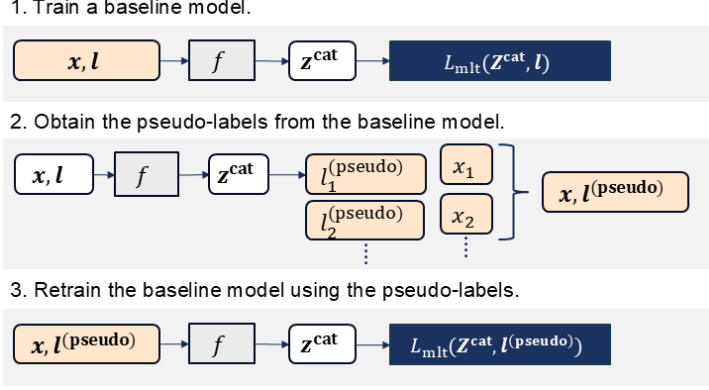 1. Train a baseline model.
x, l f z^cat L_mlt(Z^cat, l)
2. Obtain the pseudo-labels from the baseline model.
x, l f z^cat l_1^(pseudo) x_1 x, l^(pseudo)
l_2^(pseudo) x_2
3. Retrain the baseline model using the pseudo-labels.
x, l^(pseudo) f z^cat L_mlt(Z^cat, l^(pseudo))